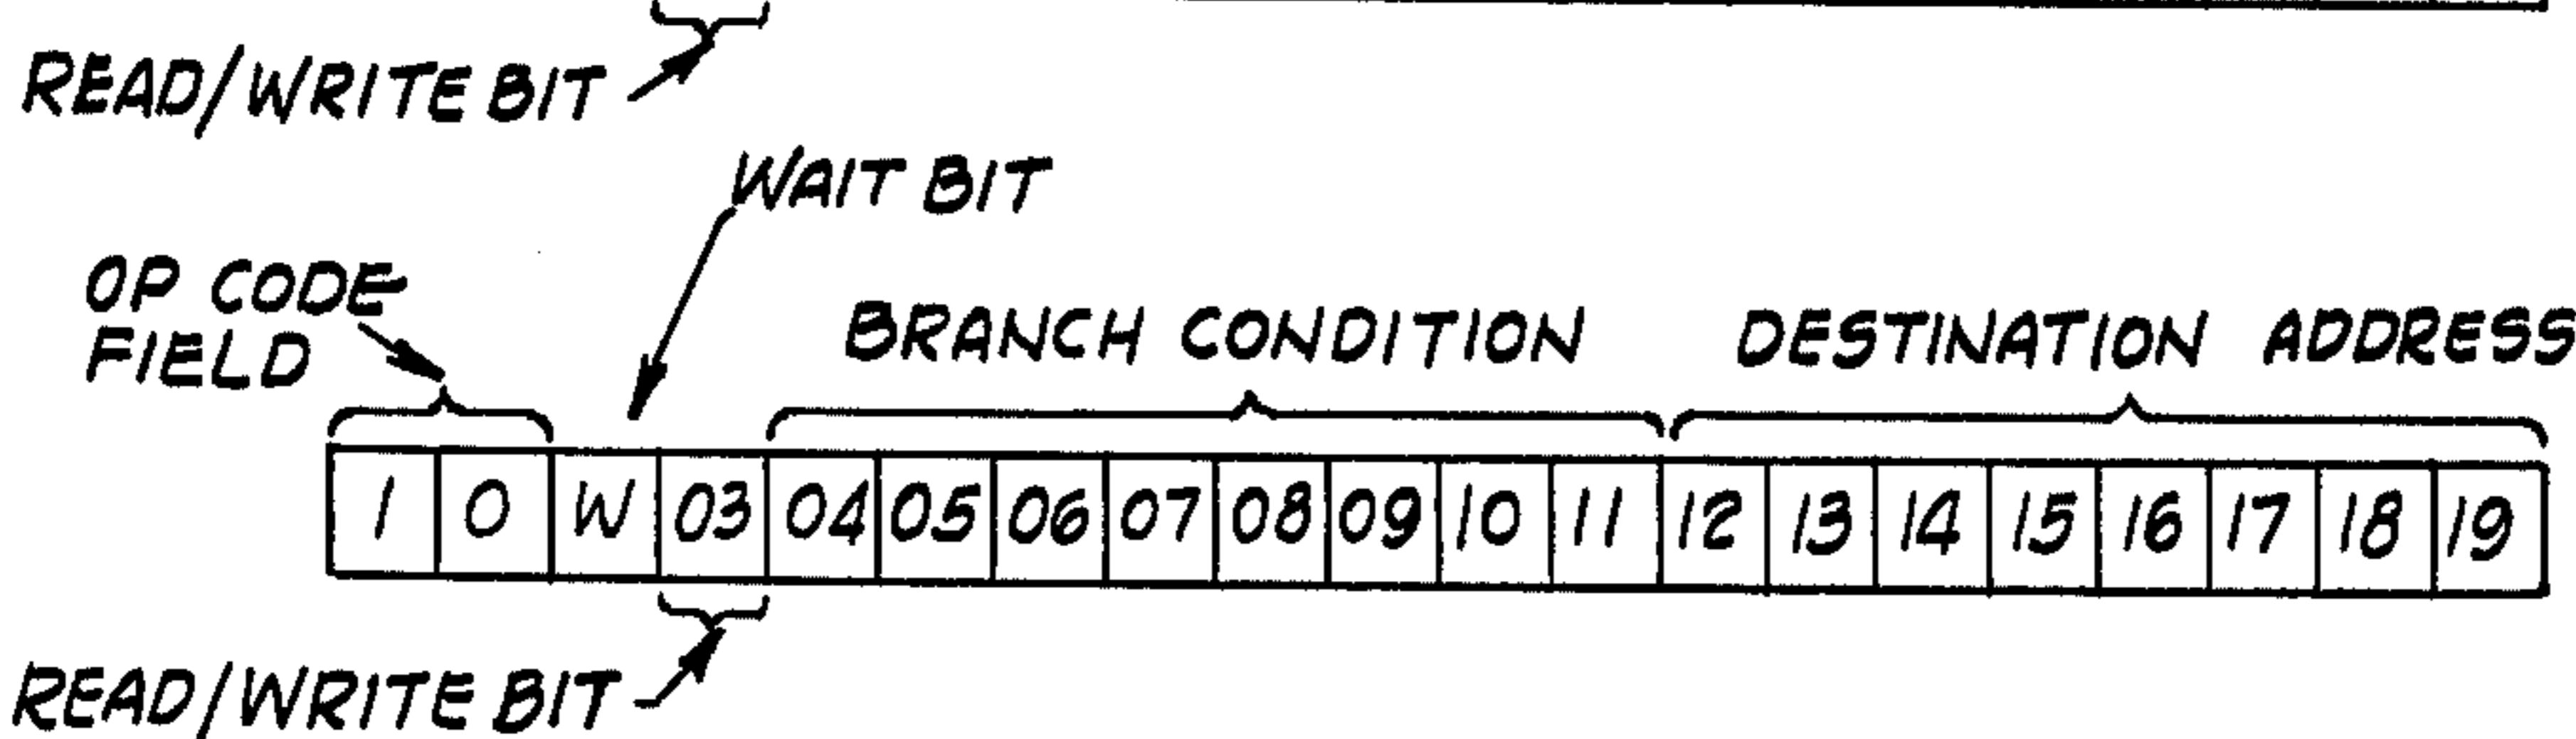 READ/WRITE BIT
WAIT BIT
OP CODE
FIELD
BRANCH CONDITION
DESTINATION ADDRESS
1 0 W 03 04 05 06 07 08 09 10 11 12 13 14 15 16 17 18 19
READ/WRITE BIT